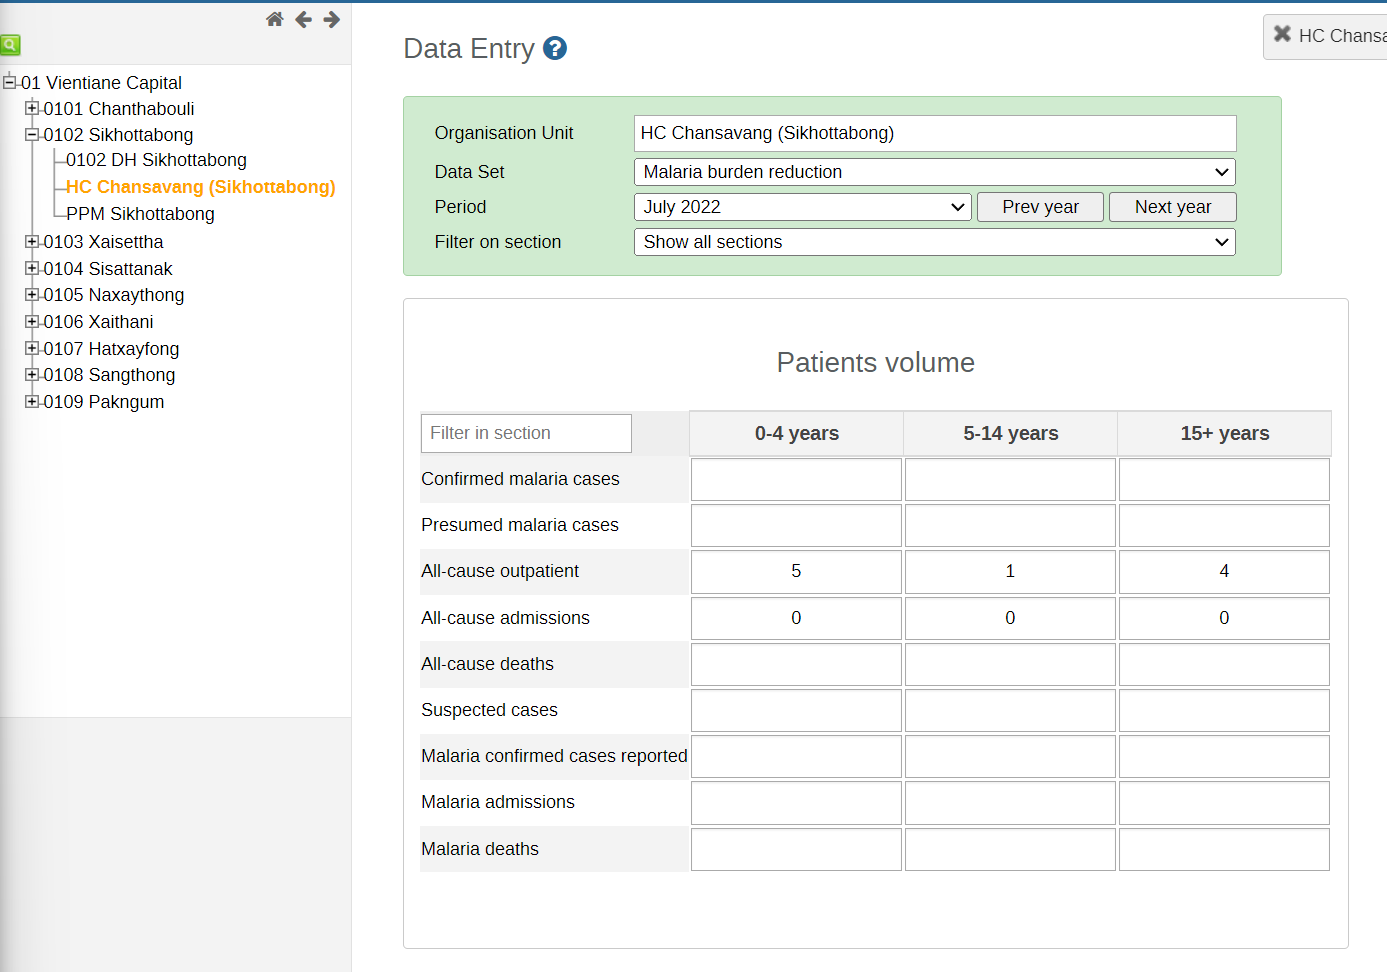 01 Vientiane Capital
0101 Chanthabouli
0102 Sikhottabong
0102 DH Sikhottabong
HC Chansavang (Sikhottabong)
PPM Sikhottabong
0103 Xaisettha
0104 Sisattanak
0105 Naxaythong
0106 Xaithani
0107 Hatxayfong
0108 Sangthong
0109 Pakngum
Data Entry ?
HC Chansa
Organisation Unit HC Chansavang (Sikhottabong)
Data Set Malaria burden reduction
Period July 2022 Prev year Next year
Filter on section Show all sections
Patients volume
Filter in section 0-4 years 5-14 years 15+ years
Confirmed malaria cases
Presumed malaria cases
All-cause outpatient 5 1 4
All-cause admissions 0 0 0
All-cause deaths
Suspected cases
Malaria confirmed cases reported
Malaria admissions
Malaria deaths